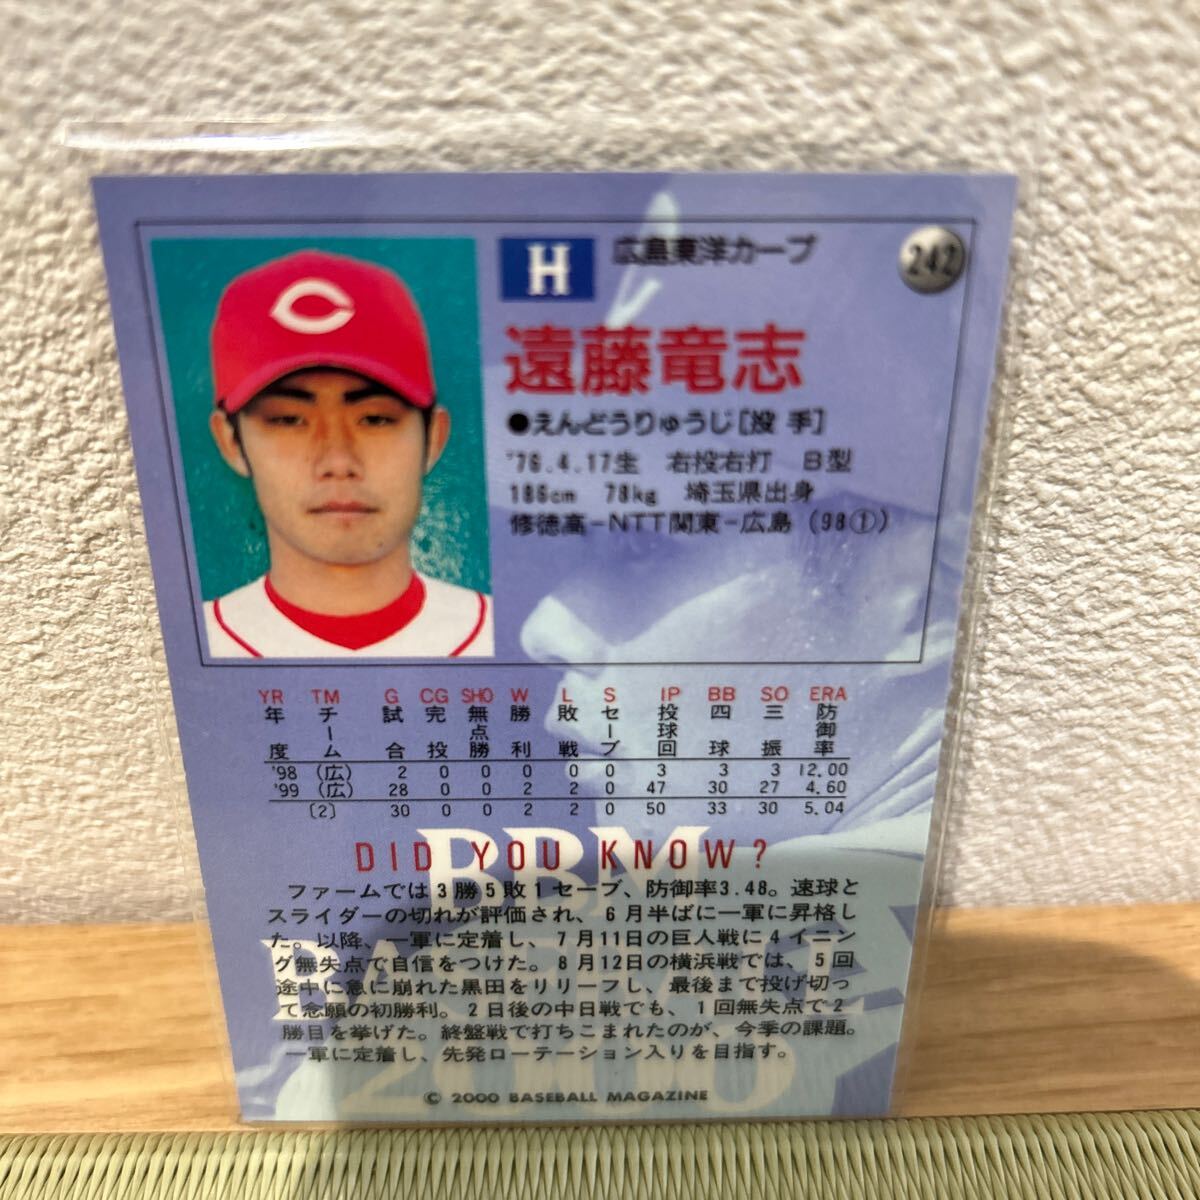 C
H 広島東洋カープ 242
遠藤竜志
●えんどうりゅうじ[投手]
'76.4.17生 右投右打 B型
186cm 78kg 埼玉県出身
修徳高-NTT関東-広島(98①)
YR TM G CG SHO W L S IP BB SO ERA
年度 チーム 試合 完投 無点勝 勝利 敗戦 セーブ 投球回 四球 三振 防御率
'98 (広) 2 0 0 0 0 0 3 3 3 12.00
'99 (広) 28 0 0 2 2 0 47 30 27 4.60
[2] 30 0 0 2 2 0 50 33 30 5.04
DID YOU KNOW?
ファームでは3勝5敗1セーブ、防御率3.48。速球と
スライダーの切れが評価され、6月半ばに一軍に昇格し
た。以降、一軍に定着し、7月11日の巨人戦に4イニン
グ無失点で自信をつけた。8月12日の横浜戦では、5回
途中に急に崩れた黒田をリリーフし、最後まで投げ切っ
て念願の初勝利。2日後の中日戦でも、1回無失点で2
勝目を挙げた。終盤戦で打ちこまれたのが、今季の課題。
一軍に定着し、先発ローテーション入りを目指す。
BBM
BASEBALL
2000
© 2000 BASEBALL MAGAZINE